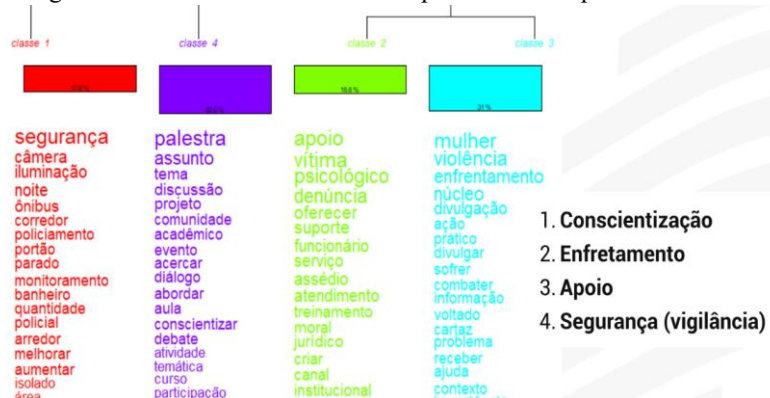 classe 1
classe 4
classe 2
classe 3
16.8 %
31 %
segurança
câmera
iluminação
noite
ônibus
corredor
policiamento
portão
parado
monitoramento
banheiro
quantidade
policial
arredor
melhorar
aumentar
isolado
área
palestra
assunto
tema
discussão
projeto
comunidade
acadêmico
evento
acercar
diálogo
abordar
aula
conscientizar
debate
atividade
temática
curso
participação
apoio
vítima
psicológico
denúncia
oferecer
suporte
funcionário
serviço
assédio
atendimento
treinamento
moral
jurídico
criar
canal
institucional
mulher
violência
enfrentamento
núcleo
divulgação
ação
prático
divulgar
sofrer
combater
informação
voltado
cartaz
problema
receber
ajuda
contexto
1. Conscientização
2. Enfretamento
3. Apoio
4. Segurança (vigilância)